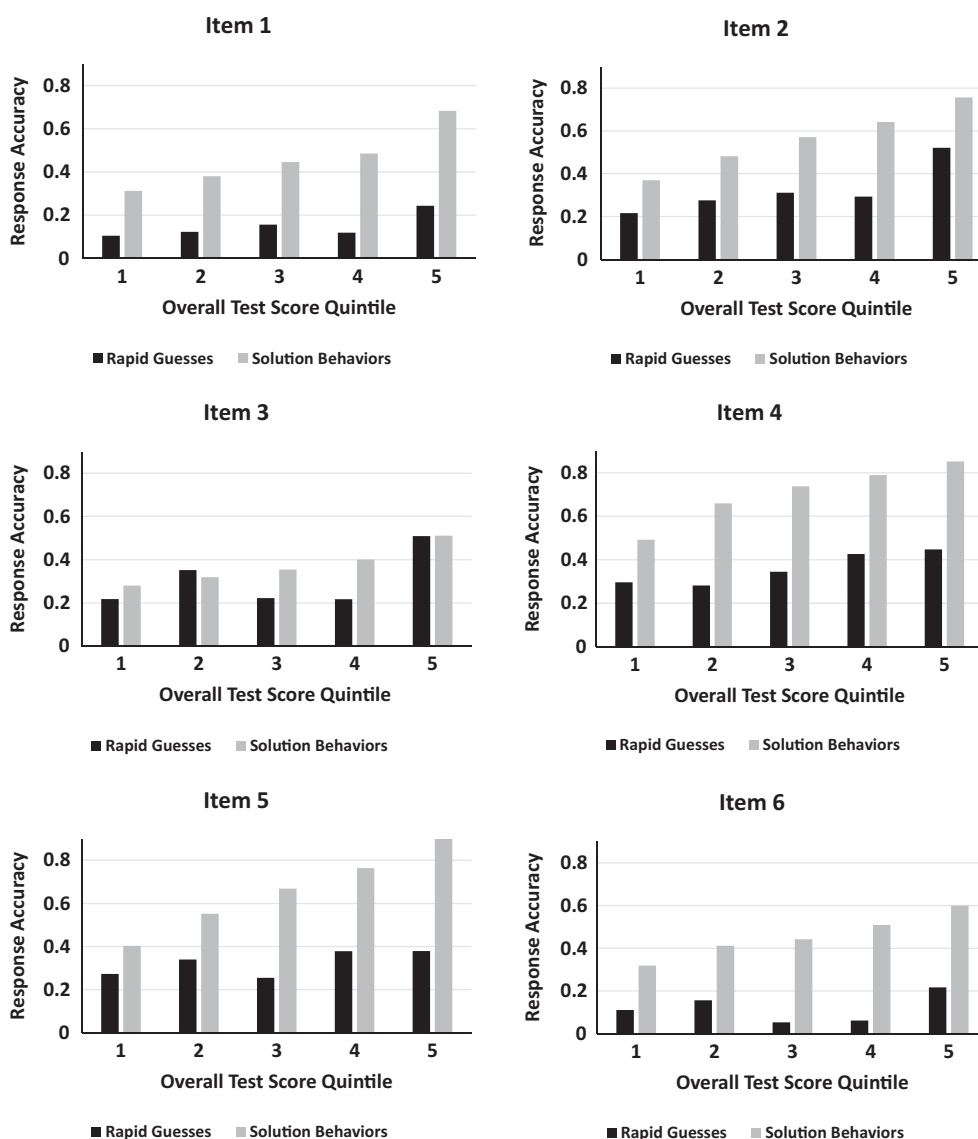 Item 1
Response Accuracy
0.8
0.6
0.4
0.2
0
1 2 3 4 5
Overall Test Score Quintile
Rapid Guesses Solution Behaviors
Item 2
Response Accuracy
0.8
0.6
0.4
0.2
0
1 2 3 4 5
Overall Test Score Quintile
Rapid Guesses Solution Behaviors
Item 3
Response Accuracy
0.8
0.6
0.4
0.2
0
1 2 3 4 5
Overall Test Score Quintile
Rapid Guesses Solution Behaviors
Item 4
Response Accuracy
0.8
0.6
0.4
0.2
0
1 2 3 4 5
Overall Test Score Quintile
Rapid Guesses Solution Behaviors
Item 5
Response Accuracy
0.8
0.6
0.4
0.2
0
1 2 3 4 5
Overall Test Score Quintile
Rapid Guesses Solution Behaviors
Item 6
Response Accuracy
0.8
0.6
0.4
0.2
0
1 2 3 4 5
Overall Test Score Quintile
Rapid Guesses Solution Behaviors